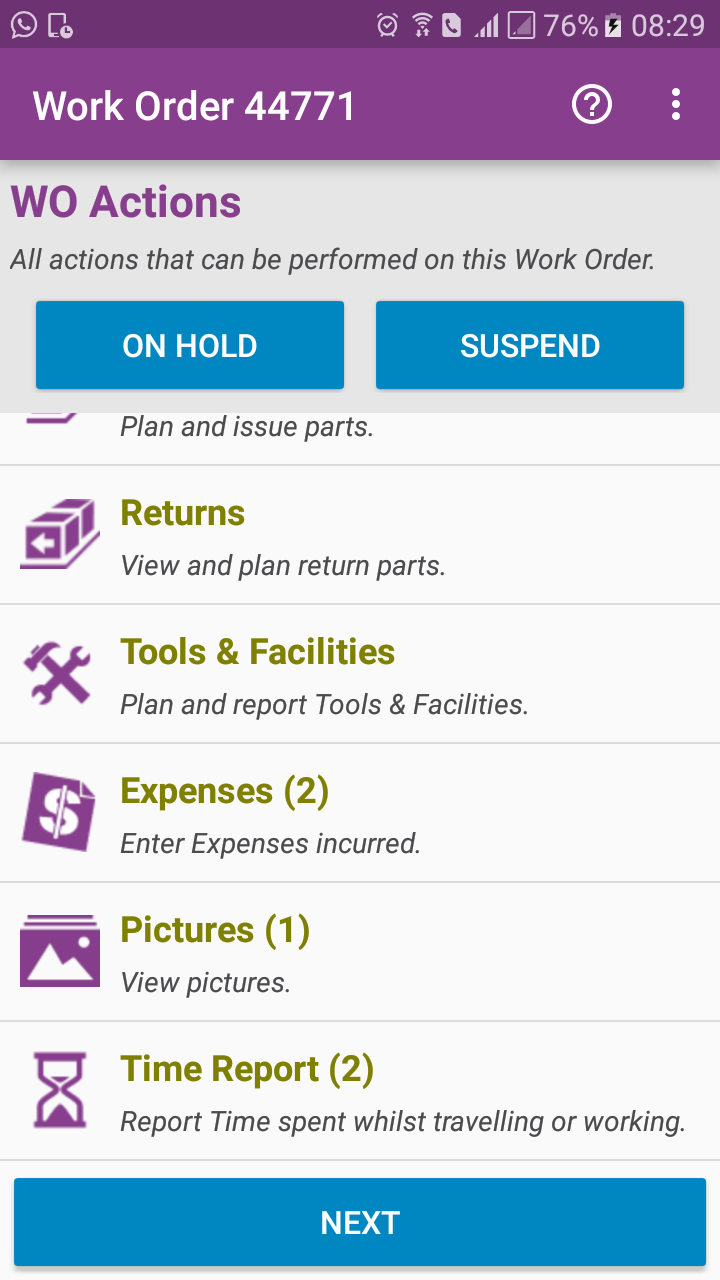 76% 08:29
Work Order 44771
WO Actions
All actions that can be performed on this Work Order.
ON HOLD SUSPEND
Plan and issue parts.
Returns
View and plan return parts.
Tools & Facilities
Plan and report Tools & Facilities.
Expenses (2)
Enter Expenses incurred.
Pictures (1)
View pictures.
Time Report (2)
Report Time spent whilst travelling or working.
NEXT